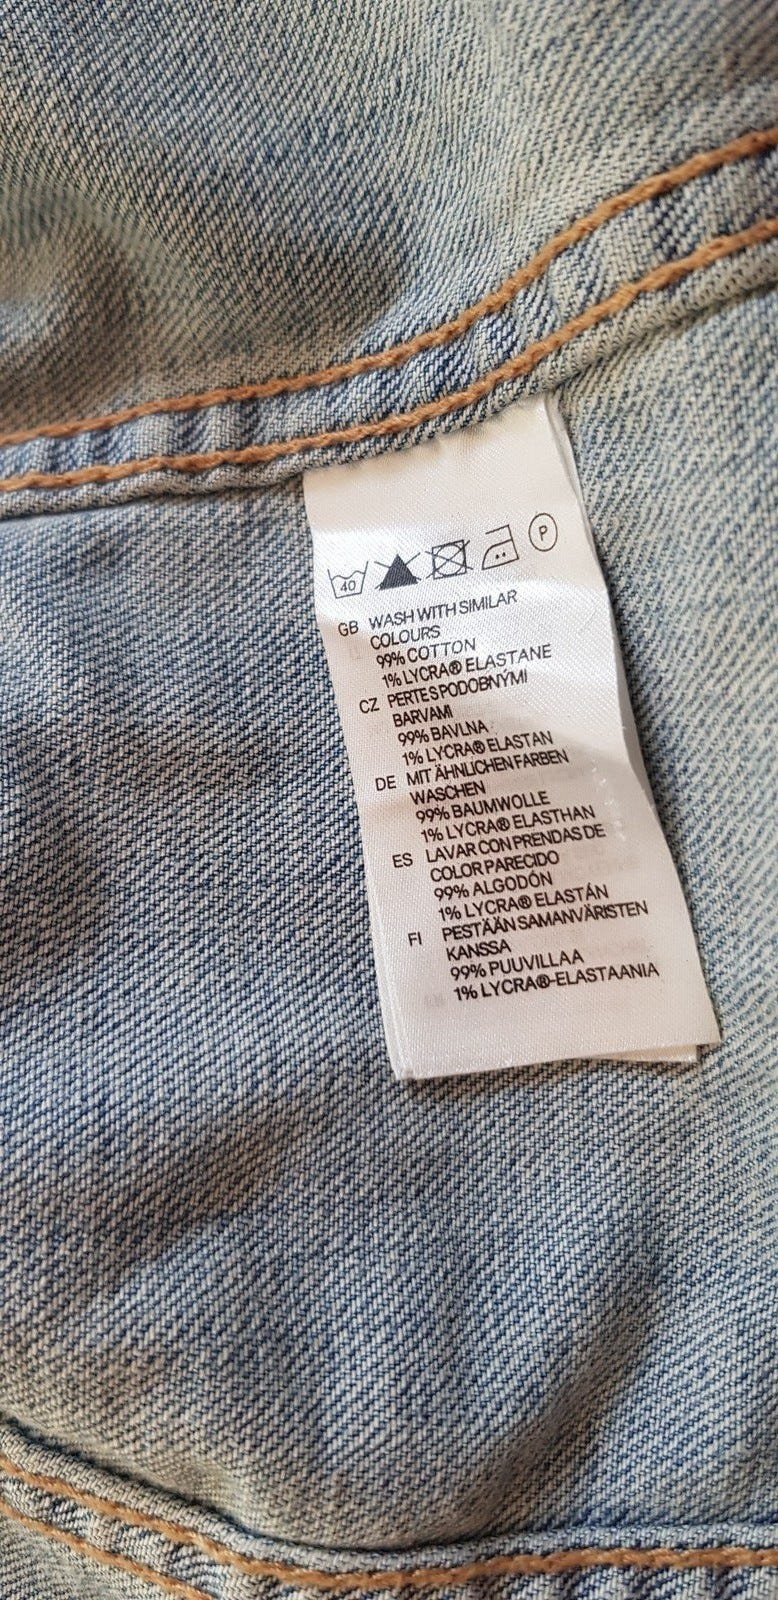 40 P
GB WASH WITH SIMILAR
COLOURS
99% COTTON
1% LYCRA® ELASTANE
CZ PERTE S PODOBNÝMI
BARVAMI
99% BAVLNA
1% LYCRA® ELASTAN
DE MIT ÄHNLICHEN FARBEN
WASCHEN
99% BAUMWOLLE
1% LYCRA® ELASTHAN
ES LAVAR CON PRENDAS DE
COLOR PARECIDO
99% ALGODÓN
1% LYCRA® ELASTÁN
FI PESTÄÄN SAMANVÄRISTEN
KANSSA
99% PUUVILLAA
1% LYCRA®-ELASTAANIA